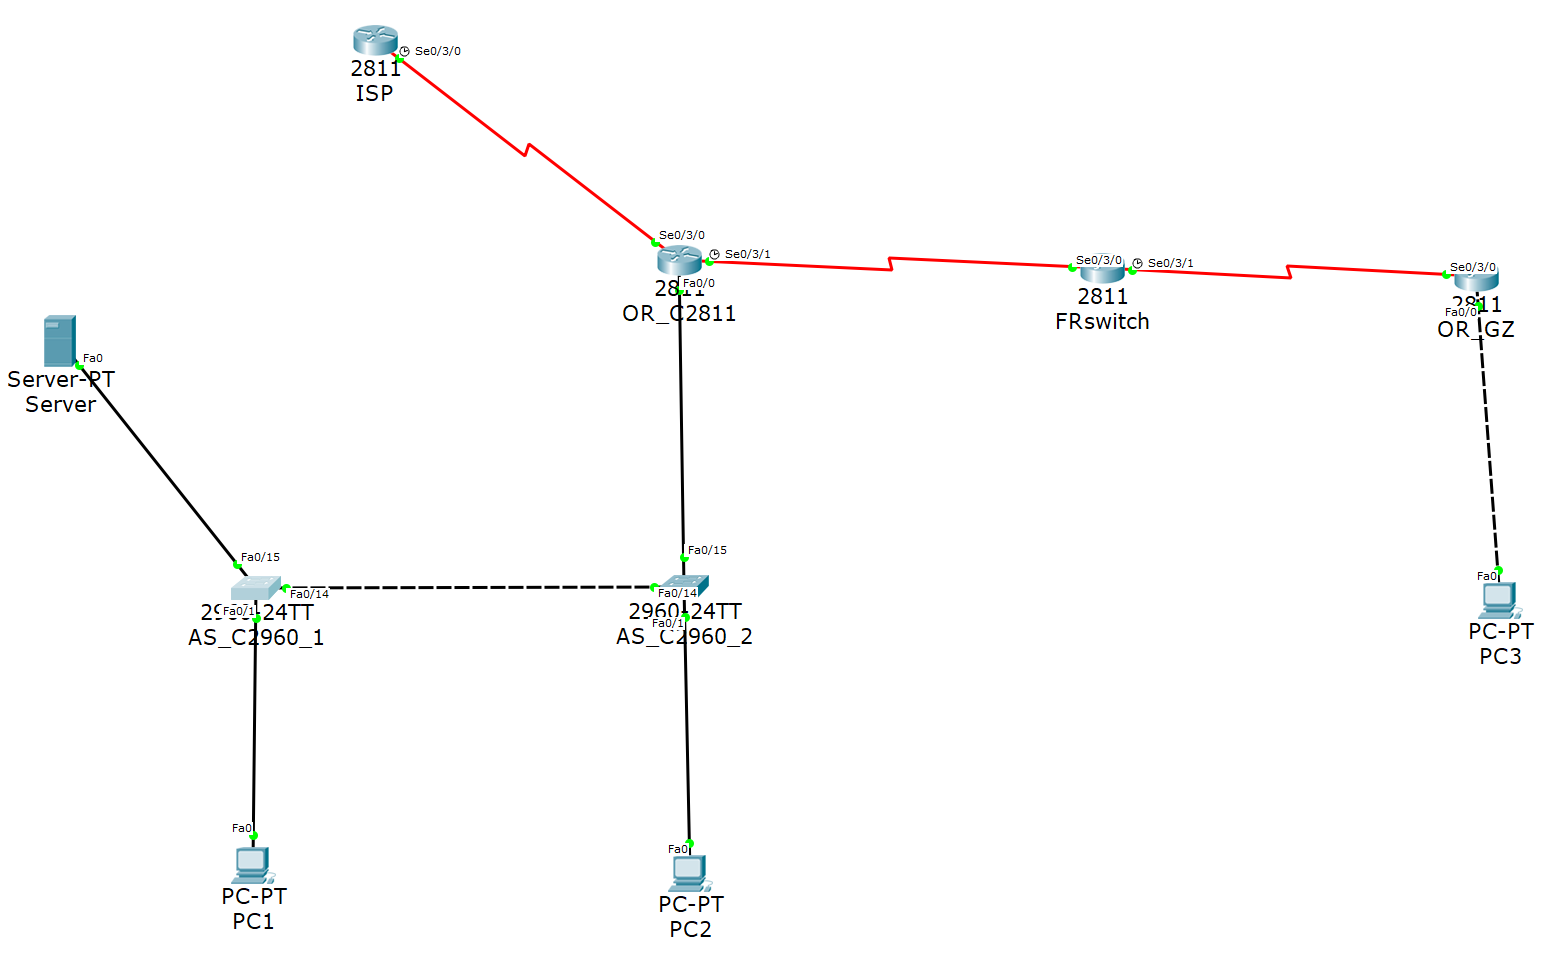 Se0/3/0
2811
ISP
Se0/3/0
Se0/3/1
Fa0/0
2811
OR_C2811
Se0/3/0
Se0/3/1
2811
FRswitch
Se0/3/0
2811
Fa0/0
OR_GZ
Fa0
Server-PT
Server
Fa0/15
Fa0/14
2960-24TT
Fa0/1
AS_C2960_1
Fa0/15
Fa0/14
2960-24TT
Fa0/1
AS_C2960_2
Fa0
PC-PT
PC3
Fa0
PC-PT
PC1
Fa0
PC-PT
PC2